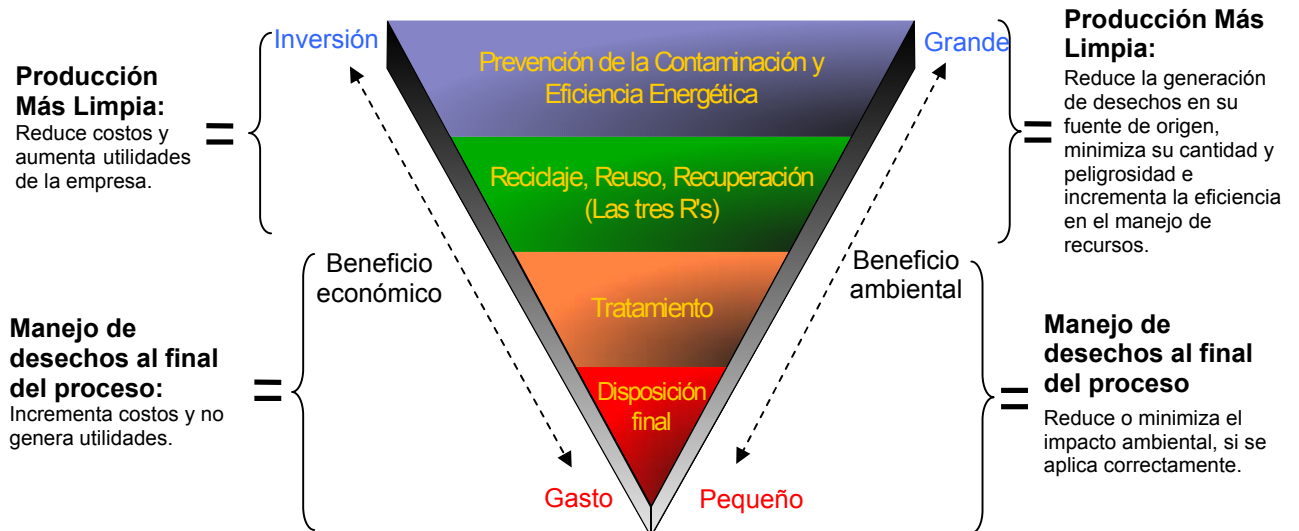 Producción
Más Limpia:
Reduce costos y
aumenta utilidades
de la empresa.
=
Inversión
Prevención de la Contaminación y
Eficiencia Energética
Grande
=
Producción Más
Limpia:
Reduce la generación
de desechos en su
fuente de origen,
minimiza su cantidad y
peligrosidad e
incrementa la eficiencia
en el manejo de
recursos.
Reciclaje, Reuso, Recuperación
(Las tres R's)
Beneficio
económico
Beneficio
ambiental
Tratamiento
Manejo de
desechos al final
del proceso:
Incrementa costos y no
genera utilidades.
=
Disposición
final
=
Manejo de
desechos al final
del proceso
Reduce o minimiza el
impacto ambiental, si se
aplica correctamente.
Gasto
Pequeño